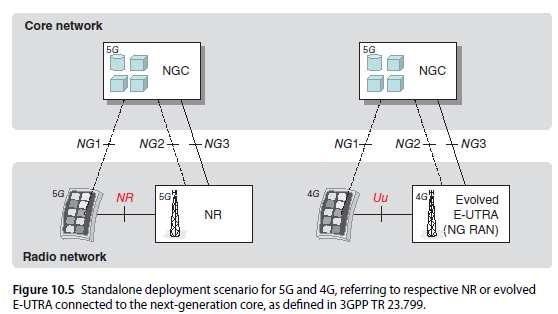 Core network
5G
NGC
5G
NGC
NG1
NG2
NG3
NG1
NG2
NG3
5G
NR
5G
NR
4G
Uu
4G
Evolved
E-UTRA
(NG RAN)
Radio network
Figure 10.5 Standalone deployment scenario for 5G and 4G, referring to respective NR or evolved
E-UTRA connected to the next-generation core, as defined in 3GPP TR 23.799.